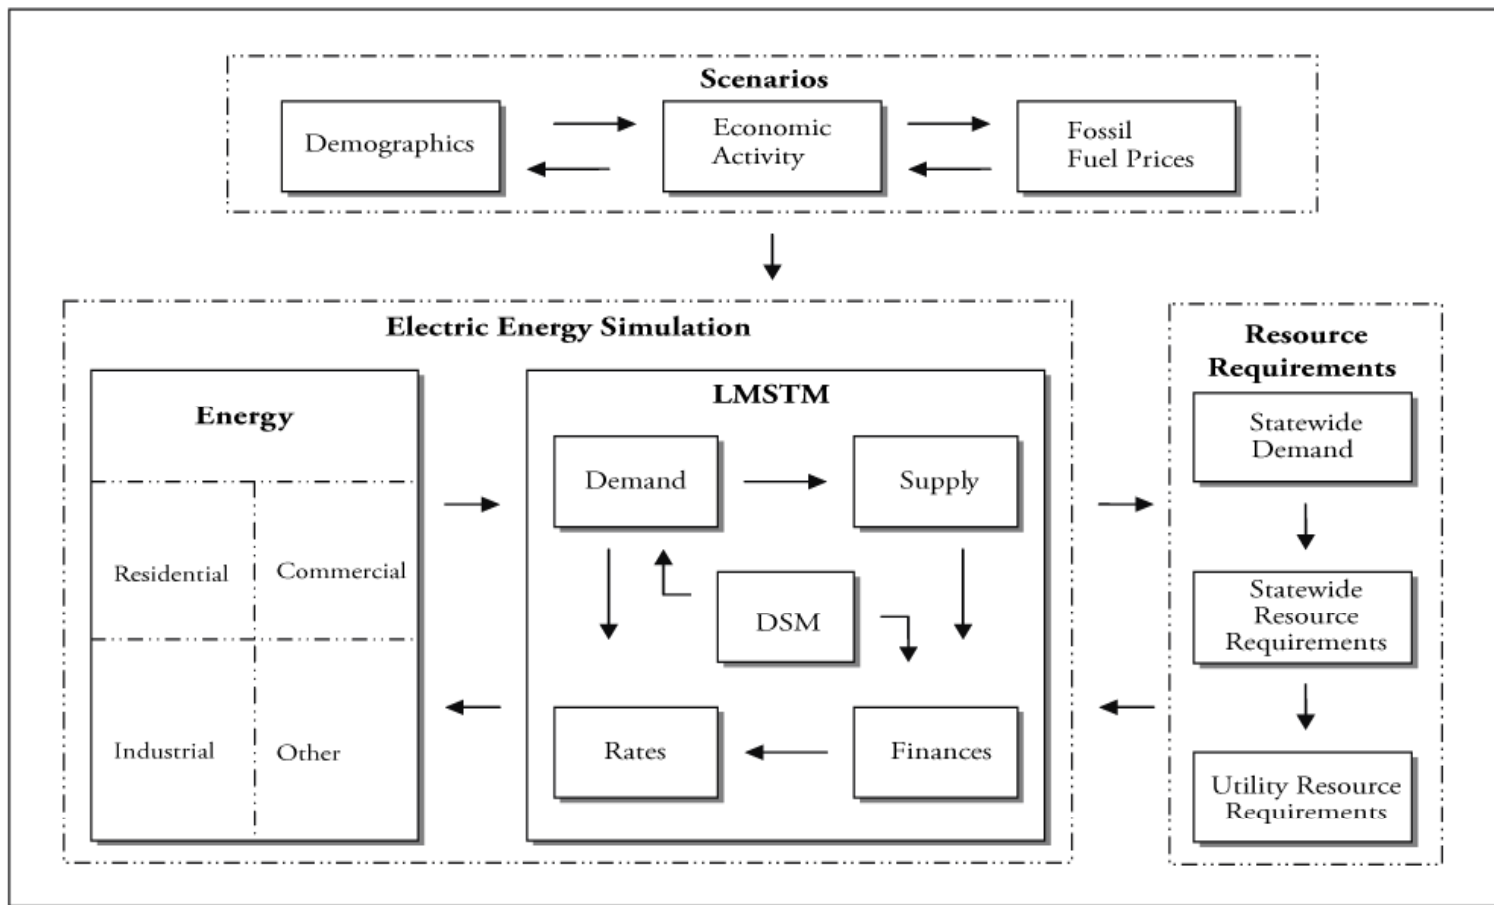 Scenarios
Demographics
Economic
Activity
Fossil
Fuel Prices
Electric Energy Simulation
Energy
Residential
Commercial
Industrial
Other
LMSTM
Demand
Supply
DSM
Rates
Finances
Resource
Requirements
Statewide
Demand
Statewide
Resource
Requirements
Utility Resource
Requirements